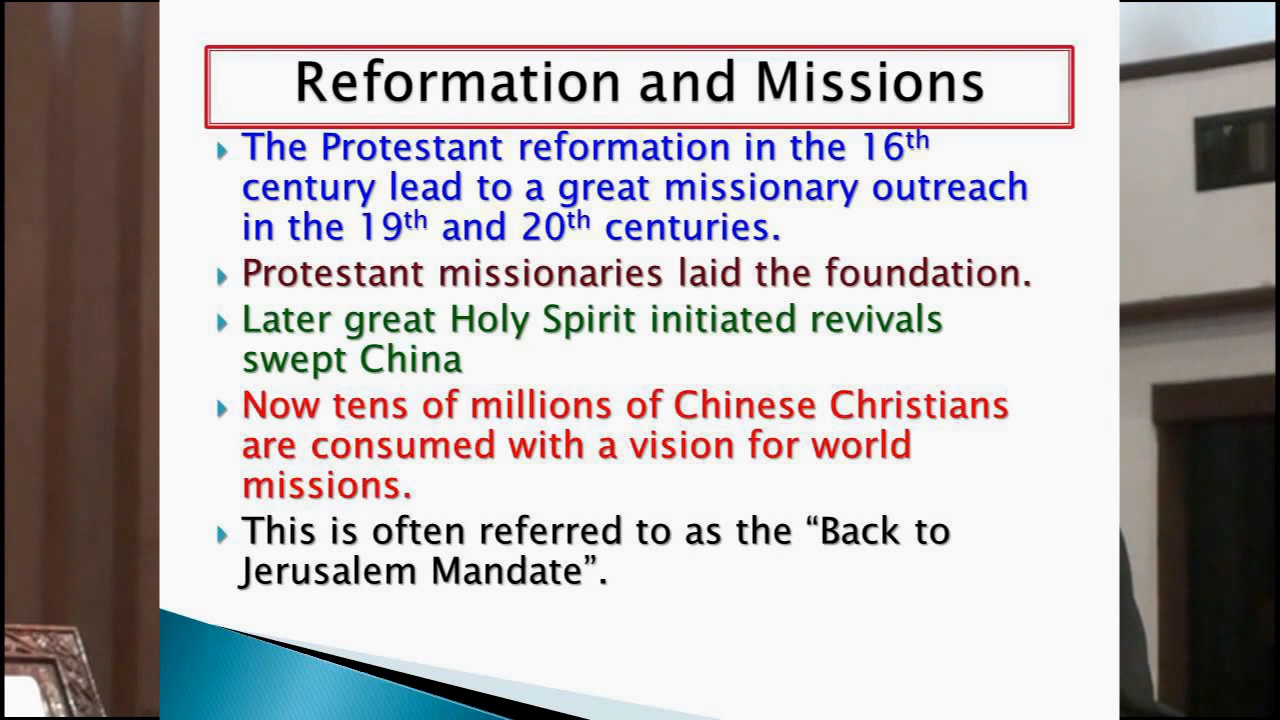 Reformation and Missions
The Protestant reformation in the 16th
century lead to a great missionary outreach
in the 19th and 20th centuries.
Protestant missionaries laid the foundation.
Later great Holy Spirit initiated revivals
swept China
Now tens of millions of Chinese Christians
are consumed with a vision for world
missions.
This is often referred to as the “Back to
Jerusalem Mandate”.